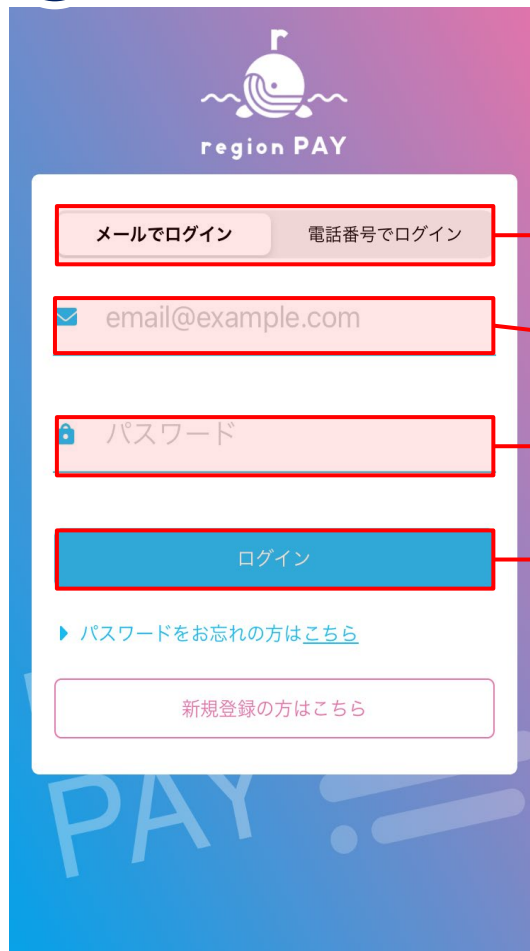 r
region PAY
メールでログイン 電話番号でログイン
email@example.com
パスワード
ログイン
パスワードをお忘れの方はこちら
新規登録の方はこちら
PAY